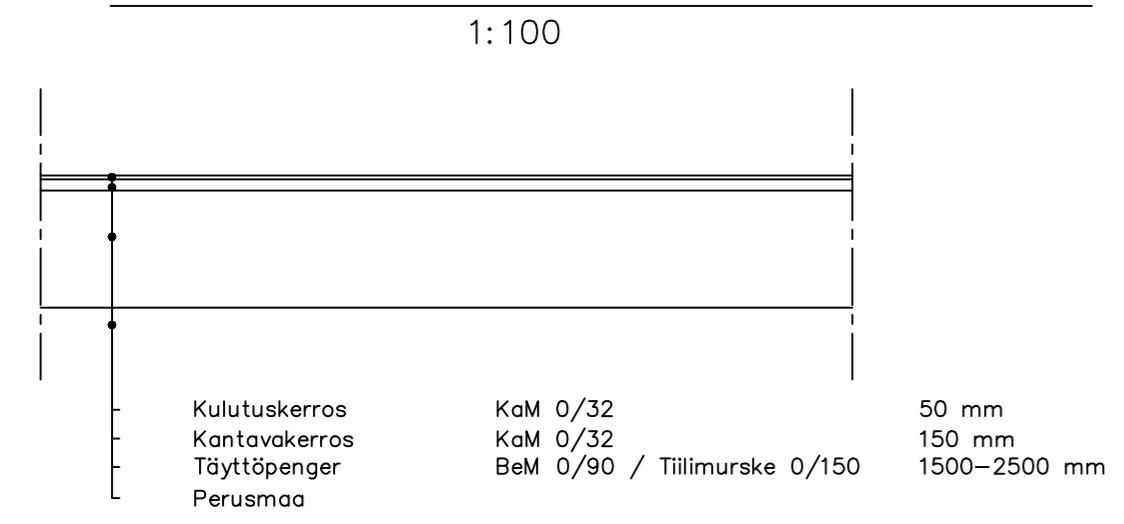 1:100
Kulutuskerros KaM 0/32 50 mm
Kantavakerros KaM 0/32 150 mm
Täyttöpenger BeM 0/90 / Tiilimurske 0/150 1500–2500 mm
Perusmaa